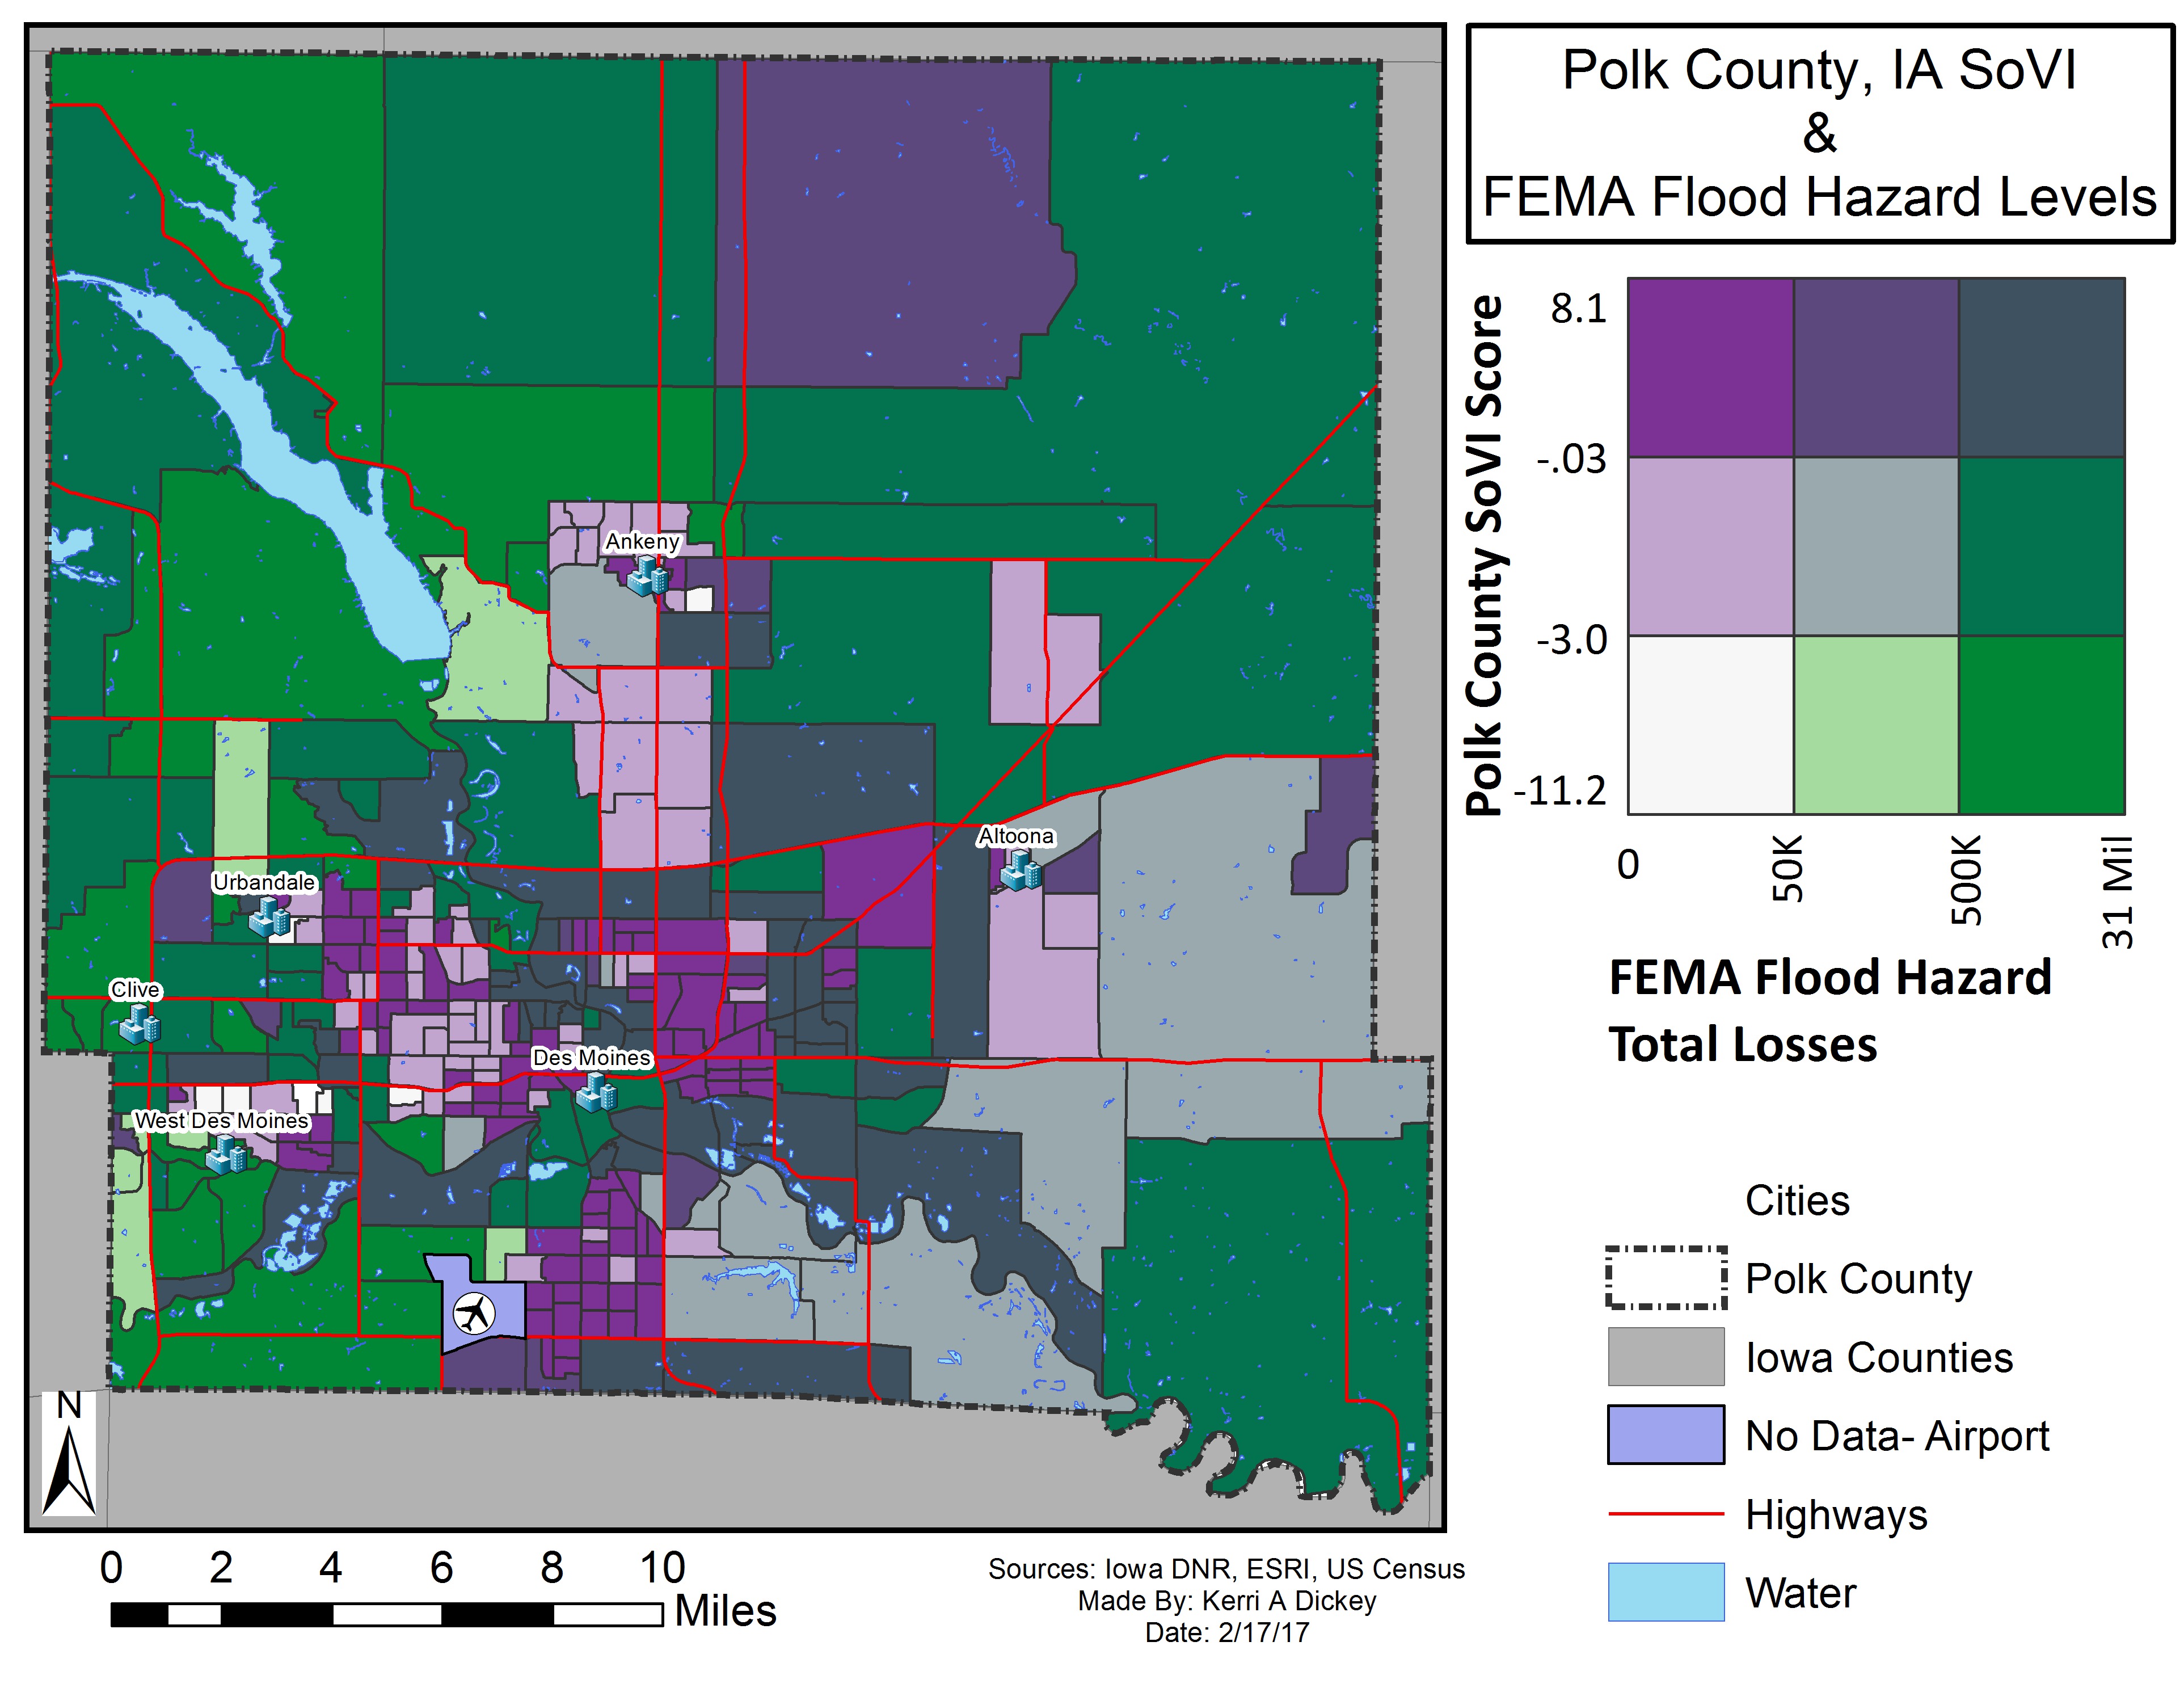 Polk County, IA SoVI
&
FEMA Flood Hazard Levels
Polk County SoVI Score
8.1
-.03
-3.0
-11.2
0
50K
500K
31 Mil
FEMA Flood Hazard
Total Losses
Cities
Polk County
Iowa Counties
No Data- Airport
Highways
Water
Ankeny
Altoona
Urbandale
Clive
Des Moines
West Des Moines
N
0 2 4 6 8 10
Miles
Sources: Iowa DNR, ESRI, US Census
Made By: Kerri A Dickey
Date: 2/17/17